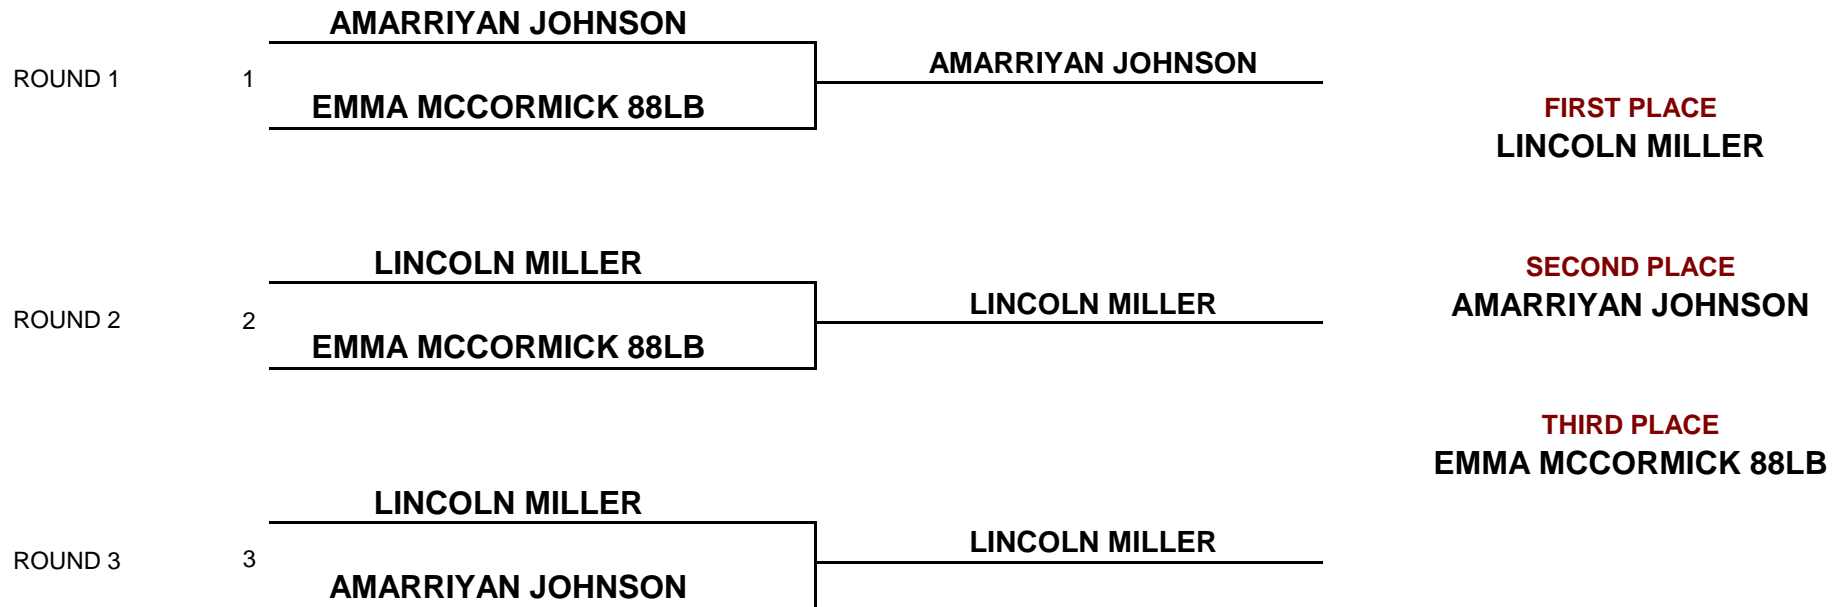 AMARRIYAN JOHNSON
ROUND 1
1
AMARRIYAN JOHNSON
EMMA MCCORMICK 88LB
FIRST PLACE
LINCOLN MILLER
LINCOLN MILLER
SECOND PLACE
ROUND 2
2
LINCOLN MILLER
AMARRIYAN JOHNSON
EMMA MCCORMICK 88LB
THIRD PLACE
EMMA MCCORMICK 88LB
LINCOLN MILLER
ROUND 3
3
LINCOLN MILLER
AMARRIYAN JOHNSON